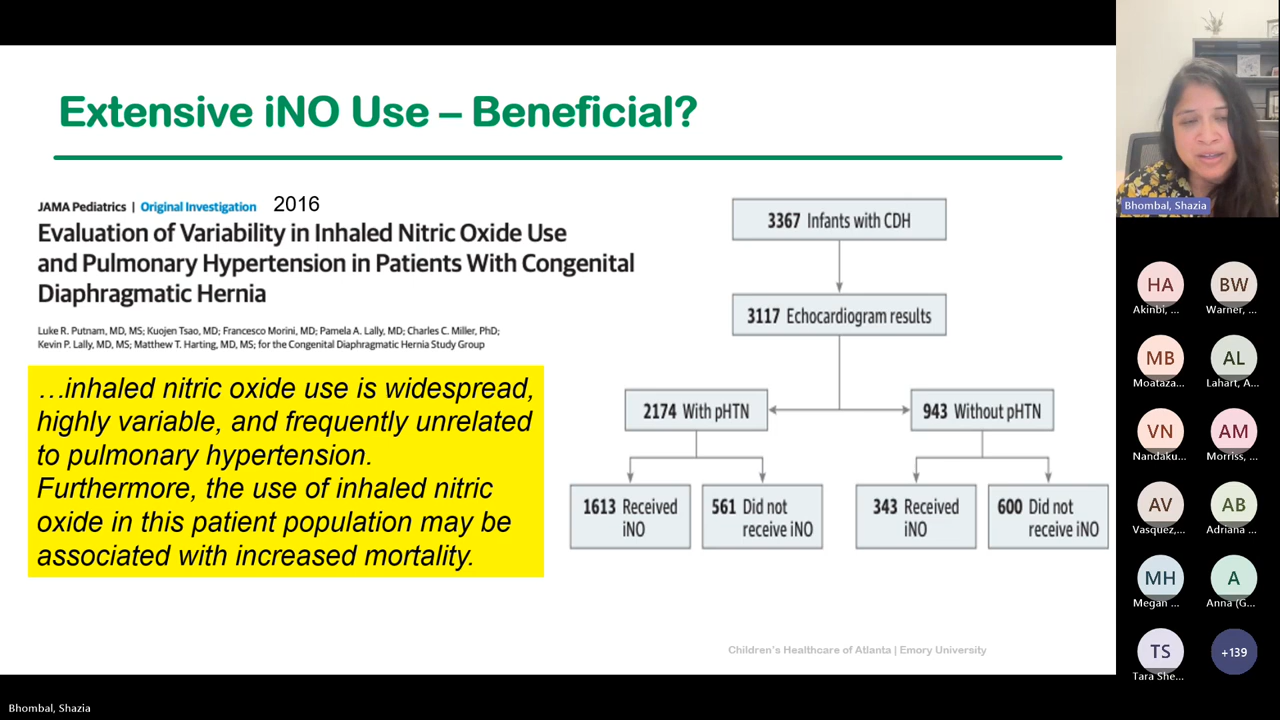 Extensive iNO Use – Beneficial?
JAMA Pediatrics | Original Investigation 2016
Evaluation of Variability in Inhaled Nitric Oxide Use
and Pulmonary Hypertension in Patients With Congenital
Diaphragmatic Hernia
Luke R. Putnam, MD, MS; Kuojen Tsao, MD; Francesco Morini, MD; Pamela A. Lally, MD; Charles C. Miller, PhD;
Kevin P. Lally, MD, MS; Matthew T. Harting, MD, MS; for the Congenital Diaphragmatic Hernia Study Group
…inhaled nitric oxide use is widespread,
highly variable, and frequently unrelated
to pulmonary hypertension.
Furthermore, the use of inhaled nitric
oxide in this patient population may be
associated with increased mortality.
3367 Infants with CDH
3117 Echocardiogram results
2174 With pHTN
943 Without pHTN
1613 Received
iNO
561 Did not
receive iNO
343 Received
iNO
600 Did not
receive iNO
Children's Healthcare of Atlanta | Emory University
Bhombal, Shazia
HA
Akinbi, ...
BW
Warner, ...
MB
Moataza...
AL
Lahart, A...
VN
Nandaku...
AM
Morriss, ...
AV
Vasquez,...
AB
Adriana ...
MH
Megan ...
A
Anna (G...
TS
Tara She...
+139
Bhombal, Shazia